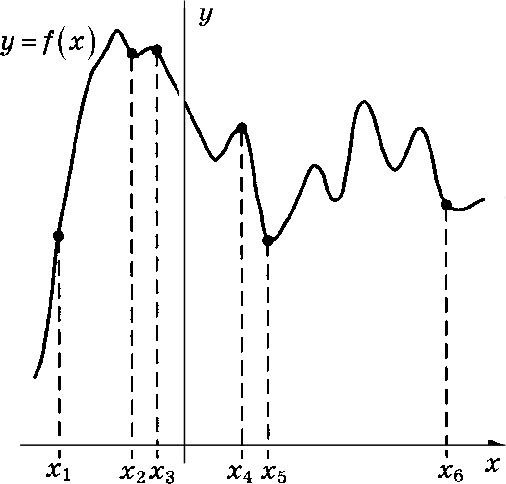 y
y = f(x)
x₁ x₂ x₃ x₄ x₅ x₆ x